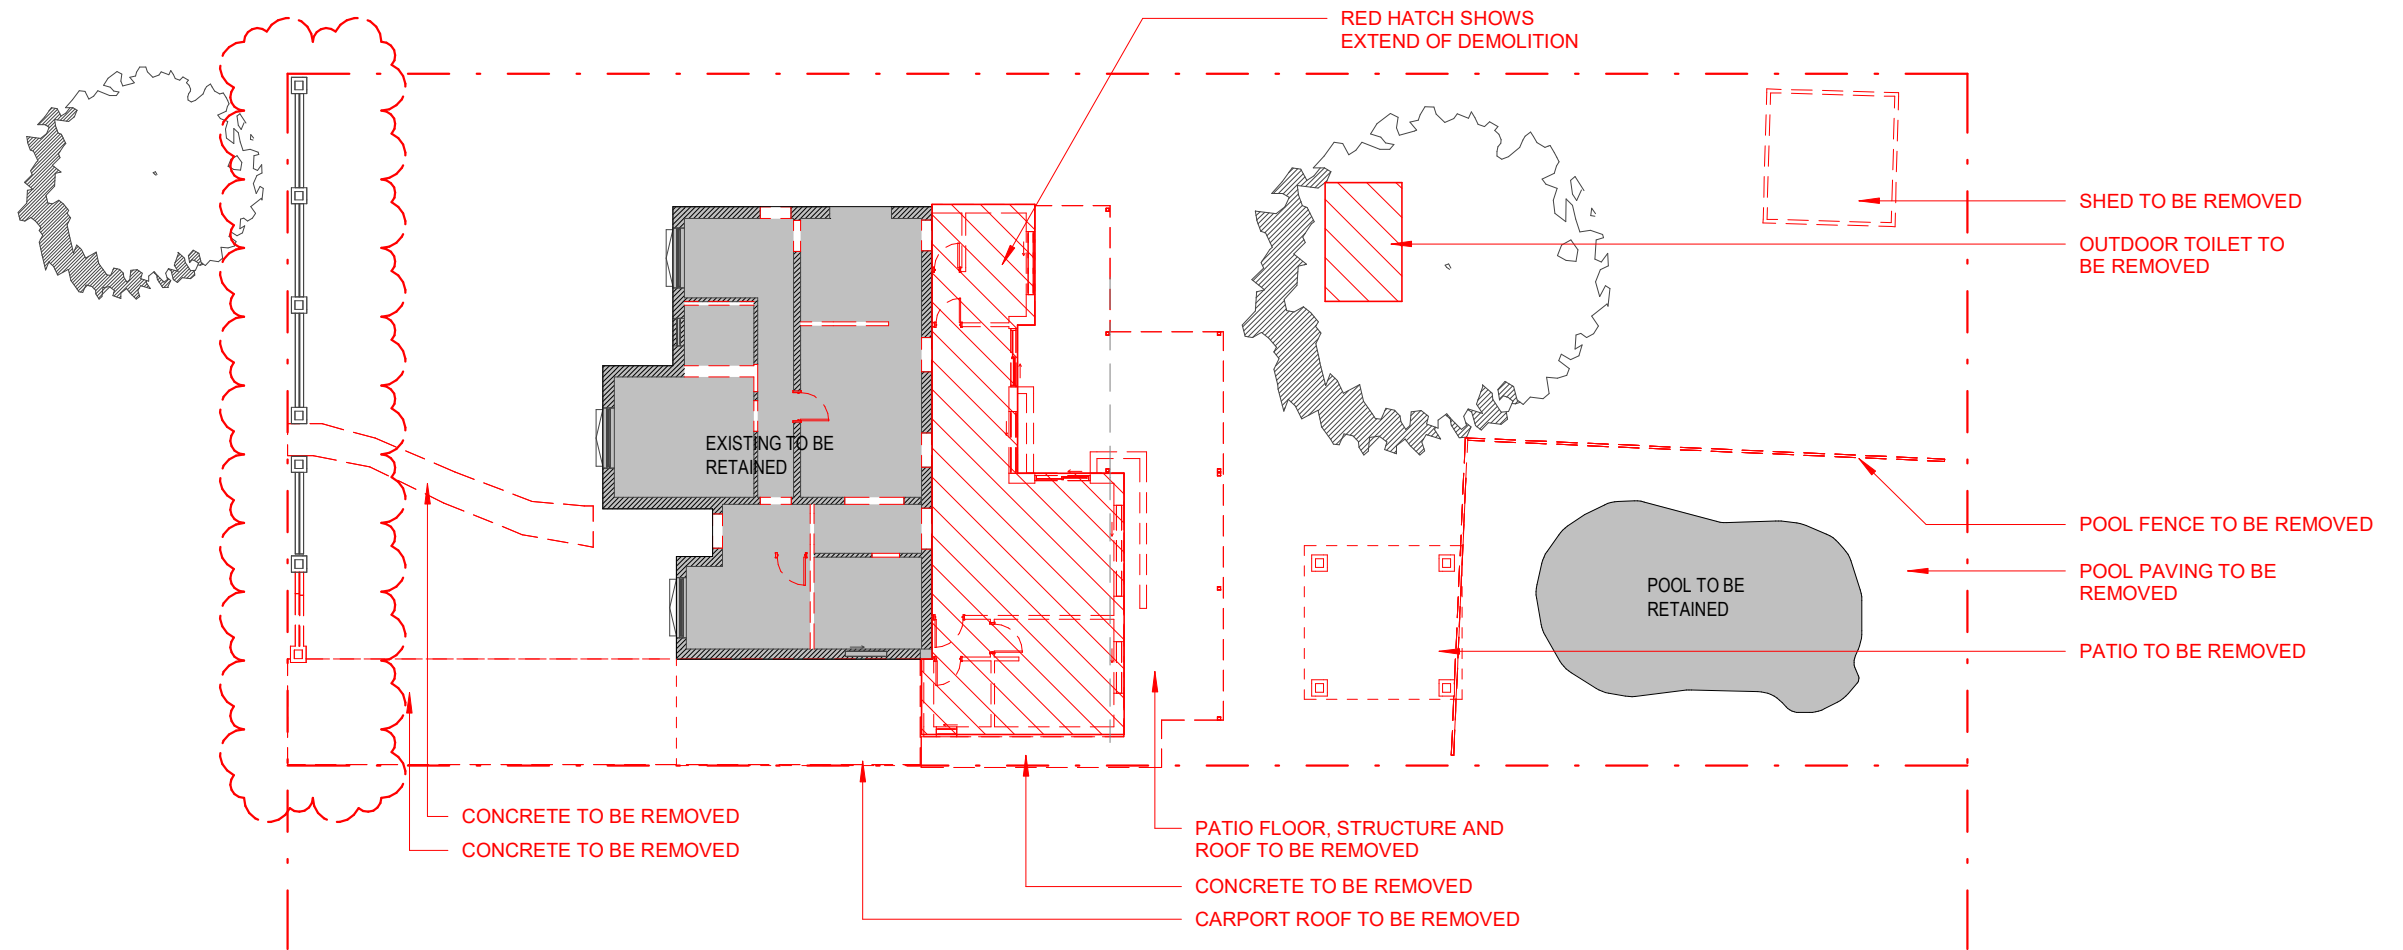 RED HATCH SHOWS
EXTEND OF DEMOLITION
SHED TO BE REMOVED
OUTDOOR TOILET TO
BE REMOVED
EXISTING TO BE
RETAINED
POOL FENCE TO BE REMOVED
POOL PAVING TO BE
REMOVED
POOL TO BE
RETAINED
PATIO TO BE REMOVED
CONCRETE TO BE REMOVED
CONCRETE TO BE REMOVED
PATIO FLOOR, STRUCTURE AND
ROOF TO BE REMOVED
CONCRETE TO BE REMOVED
CARPORT ROOF TO BE REMOVED